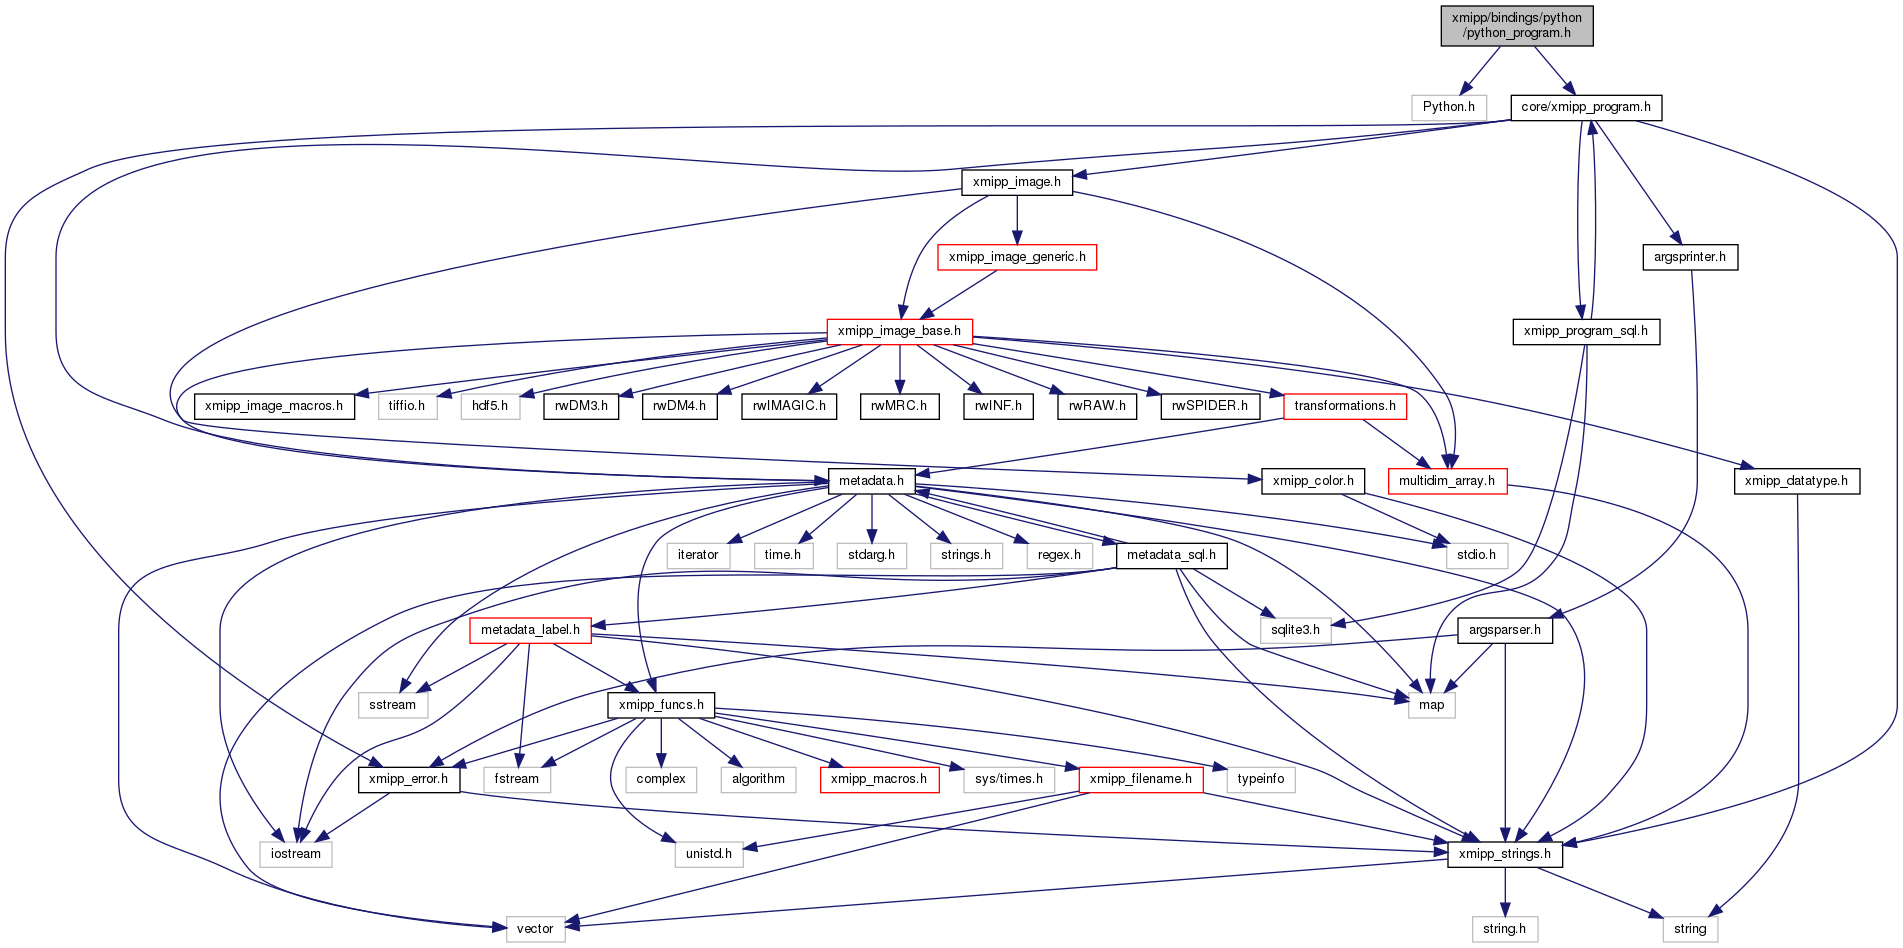 xmipp/bindings/python
/python_program.h
Python.h
core/xmipp_program.h
xmipp_image.h
xmipp_image_generic.h
argsprinter.h
xmipp_image_base.h
xmipp_program_sql.h
xmipp_image_macros.h
tiffio.h
hdf5.h
rwDM3.h
rwDM4.h
rwIMAGIC.h
rwMRC.h
rwINF.h
rwRAW.h
rwSPIDER.h
transformations.h
metadata.h
xmipp_color.h
multidim_array.h
xmipp_datatype.h
iterator
time.h
stdarg.h
strings.h
regex.h
metadata_sql.h
stdio.h
metadata_label.h
sqlite3.h
argsparser.h
sstream
xmipp_funcs.h
map
xmipp_error.h
fstream
complex
algorithm
xmipp_macros.h
sys/times.h
xmipp_filename.h
typeinfo
iostream
unistd.h
xmipp_strings.h
vector
string.h
string